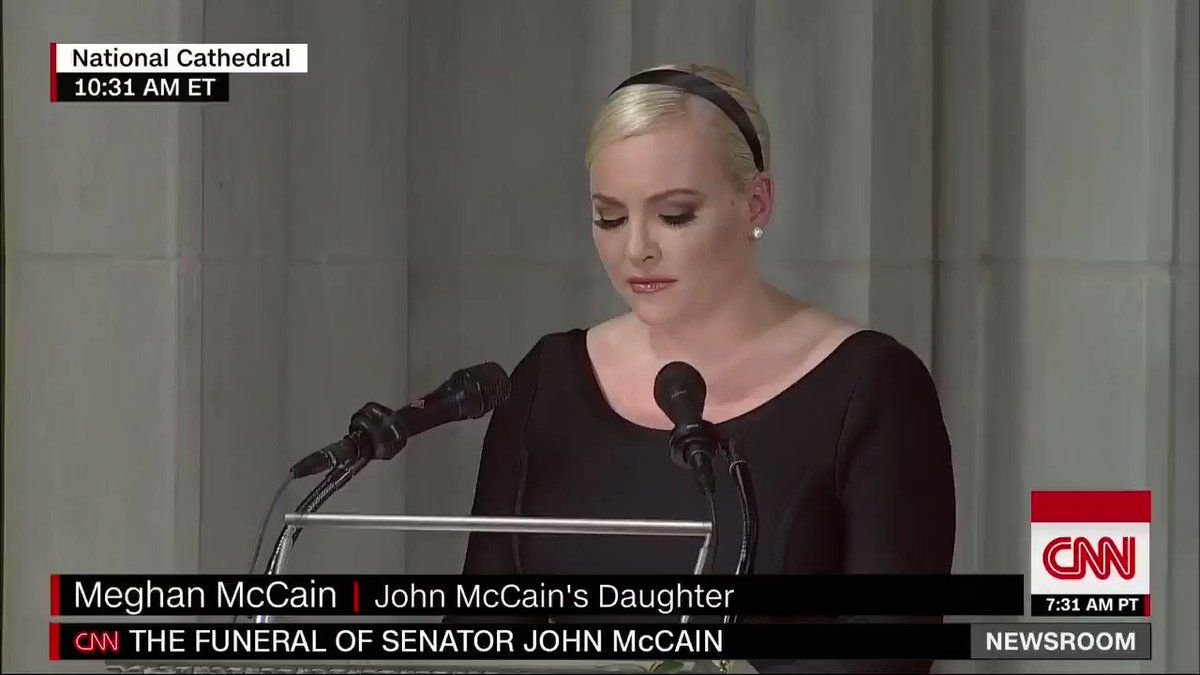 National Cathedral
10:31 AM ET
CNN
7:31 AM PT
Meghan McCain | John McCain's Daughter
CNN THE FUNERAL OF SENATOR JOHN McCAIN
NEWSROOM